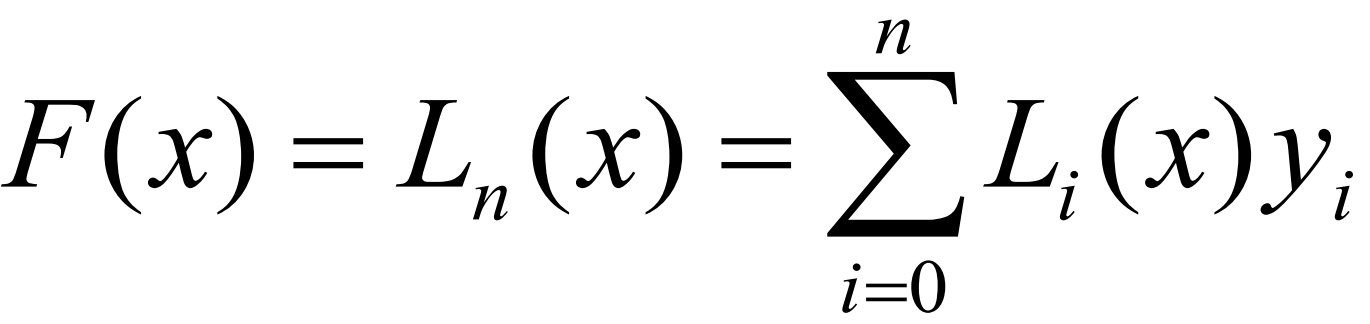 F(x) = L_n(x) = \sum_{i=0}^{n} L_i(x) y_i